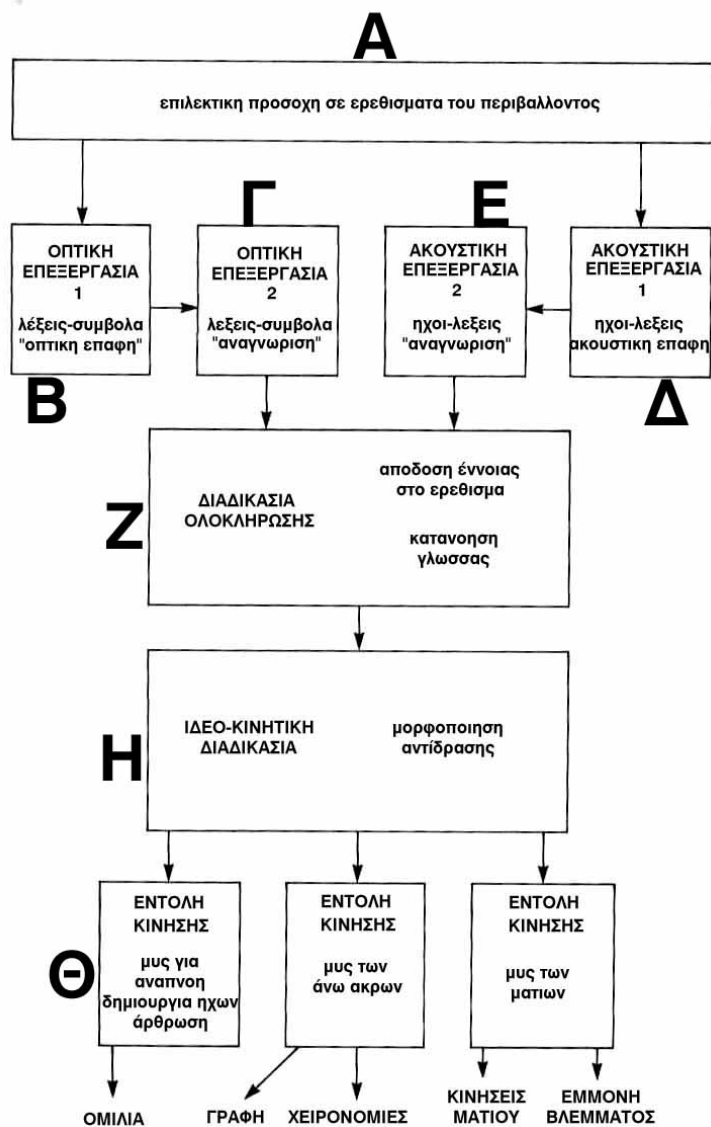 Α
επιλεκτικη προσοχη σε ερεθισματα του περιβαλλοντος
Γ
Ε
ΟΠΤΙΚΗ
ΕΠΕΞΕΡΓΑΣΙΑ
1
λέξεις-συμβολα
"οπτικη επαφη"
ΟΠΤΙΚΗ
ΕΠΕΞΕΡΓΑΣΙΑ
2
λεξεις-συμβολα
"αναγνωριση"
ΑΚΟΥΣΤΙΚΗ
ΕΠΕΞΕΡΓΑΣΙΑ
2
ηχοι-λεξεις
"αναγνωριση"
ΑΚΟΥΣΤΙΚΗ
ΕΠΕΞΕΡΓΑΣΙΑ
1
ηχοι-λεξεις
ακουστικη επαφη
Β
Δ
Ζ
ΔΙΑΔΙΚΑΣΙΑ
ΟΛΟΚΛΗΡΩΣΗΣ
αποδοση έννοιας
στο ερεθισμα
κατανοηση
γλωσσας
Η
ΙΔΕΟ-ΚΙΝΗΤΙΚΗ
ΔΙΑΔΙΚΑΣΙΑ
μορφοποιηση
αντίδρασης
Θ
ΕΝΤΟΛΗ
ΚΙΝΗΣΗΣ
μυς για
αναπνοη
δημιουργια ηχων
άρθρωση
ΕΝΤΟΛΗ
ΚΙΝΗΣΗΣ
μυς των
άνω ακρων
ΕΝΤΟΛΗ
ΚΙΝΗΣΗΣ
μυς των
ματιων
ΟΜΙΛΙΑ
ΓΡΑΦΗ
ΧΕΙΡΟΝΟΜΙΕΣ
ΚΙΝΗΣΕΙΣ
ΜΑΤΙΟΥ
ΕΜΜΟΝΗ
ΒΛΕΜΜΑΤΟΣ